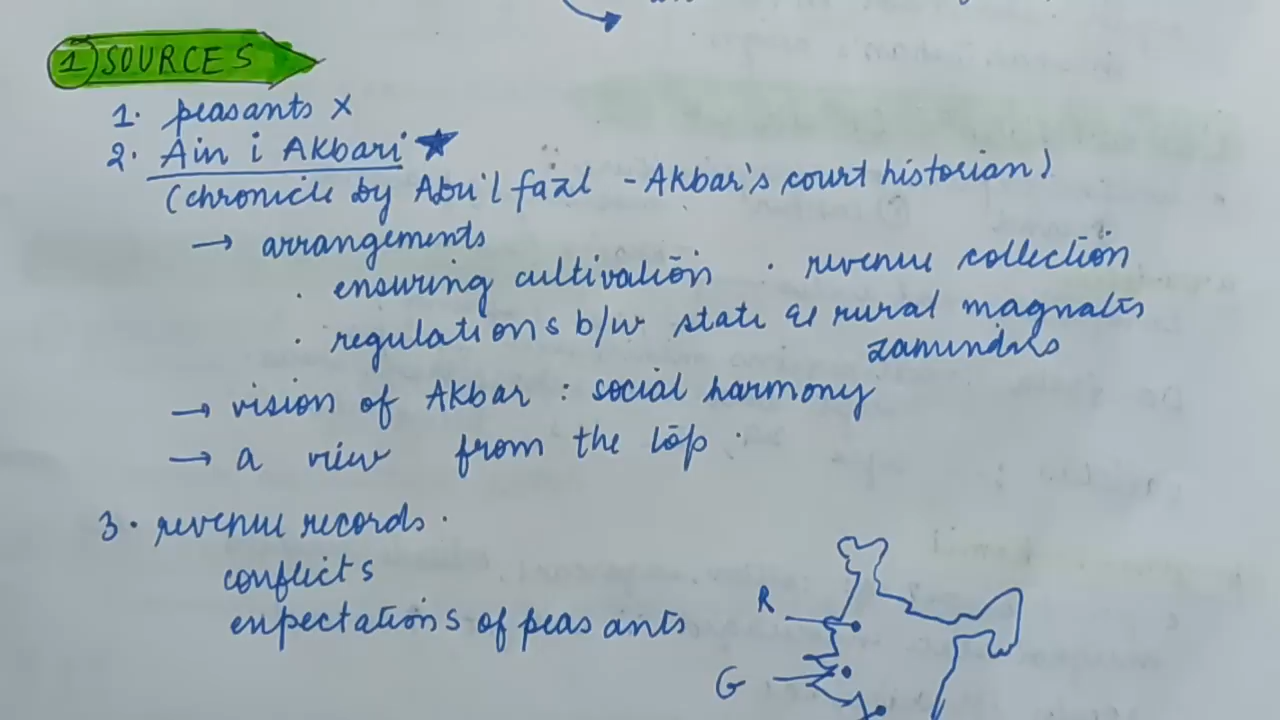 ① SOURCES
1. peasants x
2. Ain i Akbari ★
(chronicle by Abu'l fazl - Akbar's court historian)
→ arrangements
. ensuring cultivation . revenue collection
. regulations b/w state & rural magnates
zamindars
→ vision of Akbar : social harmony
→ a view from the top .
3. revenue records.
conflicts
expectations of peasants
R
G